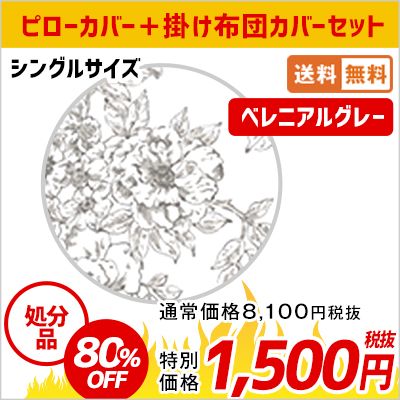 ピローカバー＋掛け布団カバーセット
シングルサイズ
送料無料
ベレニアルグレー
処分品
通常価格8,100円税抜
80%OFF
特別価格
1,500円税抜